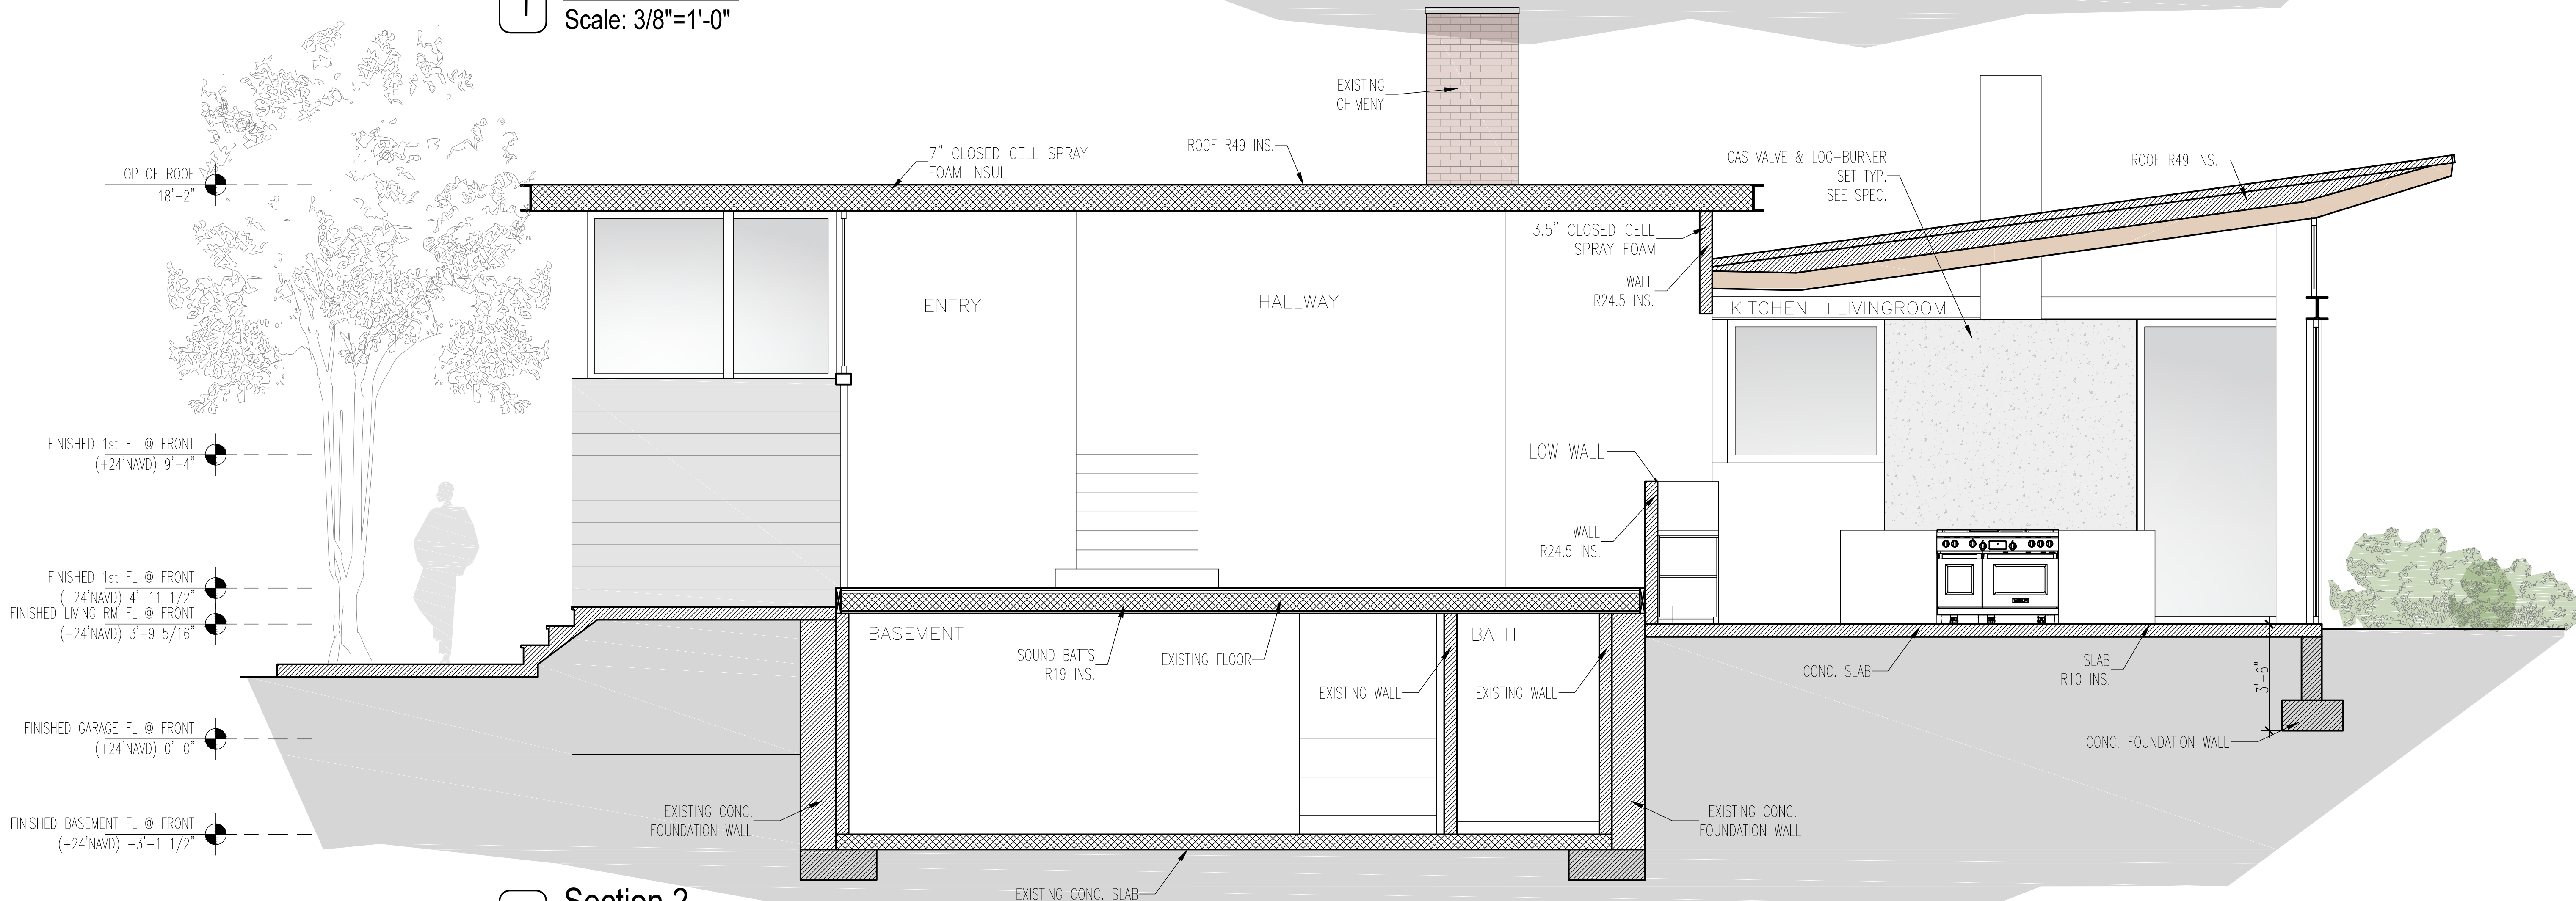 1
Scale: 3/8"=1'-0"
EXISTING
CHIMENY
7" CLOSED CELL SPRAY
FOAM INSUL
ROOF R49 INS.
GAS VALVE & LOG-BURNER
SET TYP.
SEE SPEC.
ROOF R49 INS.
TOP OF ROOF
18'-2"
3.5" CLOSED CELL
SPRAY FOAM
WALL
R24.5 INS.
ENTRY
HALLWAY
KITCHEN +LIVINGROOM
FINISHED 1st FL @ FRONT
(+24'NAVD) 9'-4"
LOW WALL
WALL
R24.5 INS.
FINISHED 1st FL @ FRONT
(+24'NAVD) 4'-11 1/2"
FINISHED LIVING RM FL @ FRONT
(+24'NAVD) 3'-9 5/16"
BASEMENT
BATH
SOUND BATTS
R19 INS.
EXISTING FLOOR
EXISTING WALL
EXISTING WALL
CONC. SLAB
SLAB
R10 INS.
3'-6"
FINISHED GARAGE FL @ FRONT
(+24'NAVD) 0'-0"
CONC. FOUNDATION WALL
EXISTING CONC.
FOUNDATION WALL
EXISTING CONC.
FOUNDATION WALL
FINISHED BASEMENT FL @ FRONT
(+24'NAVD) -3'-1 1/2"
EXISTING CONC. SLAB
Section 2